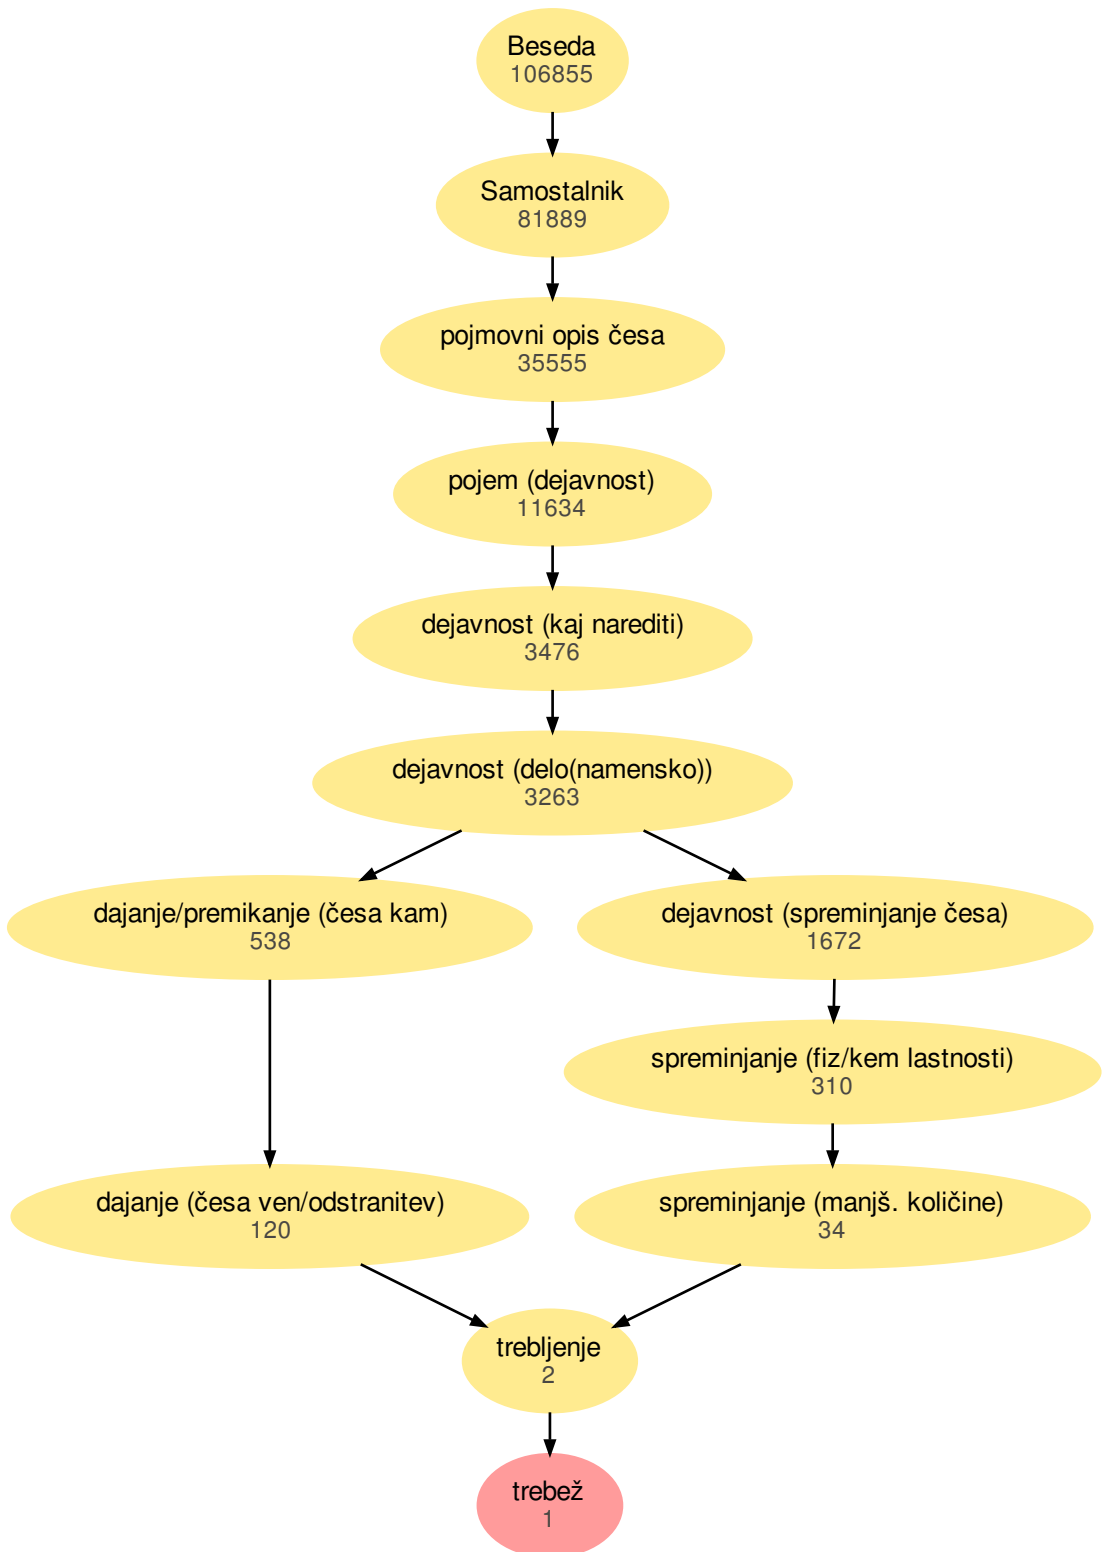 Beseda
106855
Samostalnik
81889
pojmovni opis česa
35555
pojem (dejavnost)
11634
dejavnost (kaj narediti)
3476
dejavnost (delo(namensko))
3263
dajanje/premikanje (česa kam)
538
dejavnost (spreminjanje česa)
1672
spreminjanje (fiz/kem lastnosti)
310
dajanje (česa ven/odstranitev)
120
spreminjanje (manjš. količine)
34
trebljenje
2
trebež
1